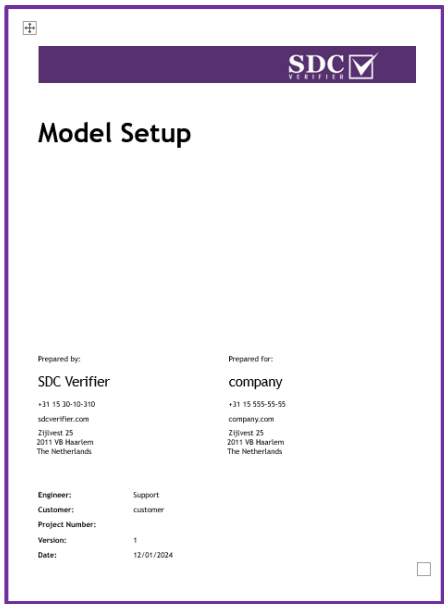 SDC
VERIFIER
Model Setup
Prepared by:
SDC Verifier
+31 15 30-10-310
sdcverifier.com
Zijlvest 25
2011 VB Haarlem
The Netherlands
Prepared for:
company
+31 15 555-55-55
company.com
Zijlvest 25
2011 VB Haarlem
The Netherlands
Engineer: Support
Customer: customer
Project Number:
Version: 1
Date: 12/01/2024